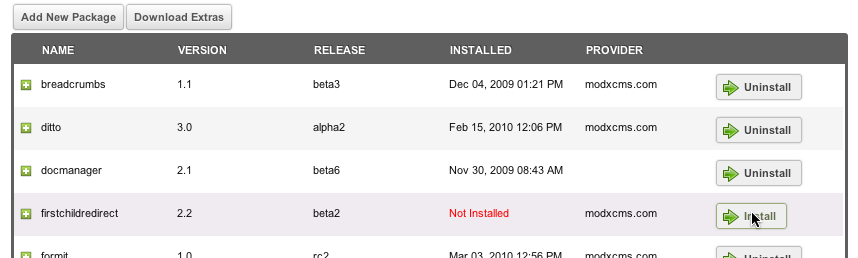 Add New Package Download Extras
NAME VERSION RELEASE INSTALLED PROVIDER
breadcrumbs 1.1 beta3 Dec 04, 2009 01:21 PM modxcms.com Uninstall
ditto 3.0 alpha2 Feb 15, 2010 12:06 PM modxcms.com Uninstall
docmanager 2.1 beta6 Nov 30, 2009 08:43 AM Uninstall
firstchildredirect 2.2 beta2 Not Installed modxcms.com Install
formit 1.0 rc2 Mar 03, 2010 12:56 PM modxcms.com Uninstall